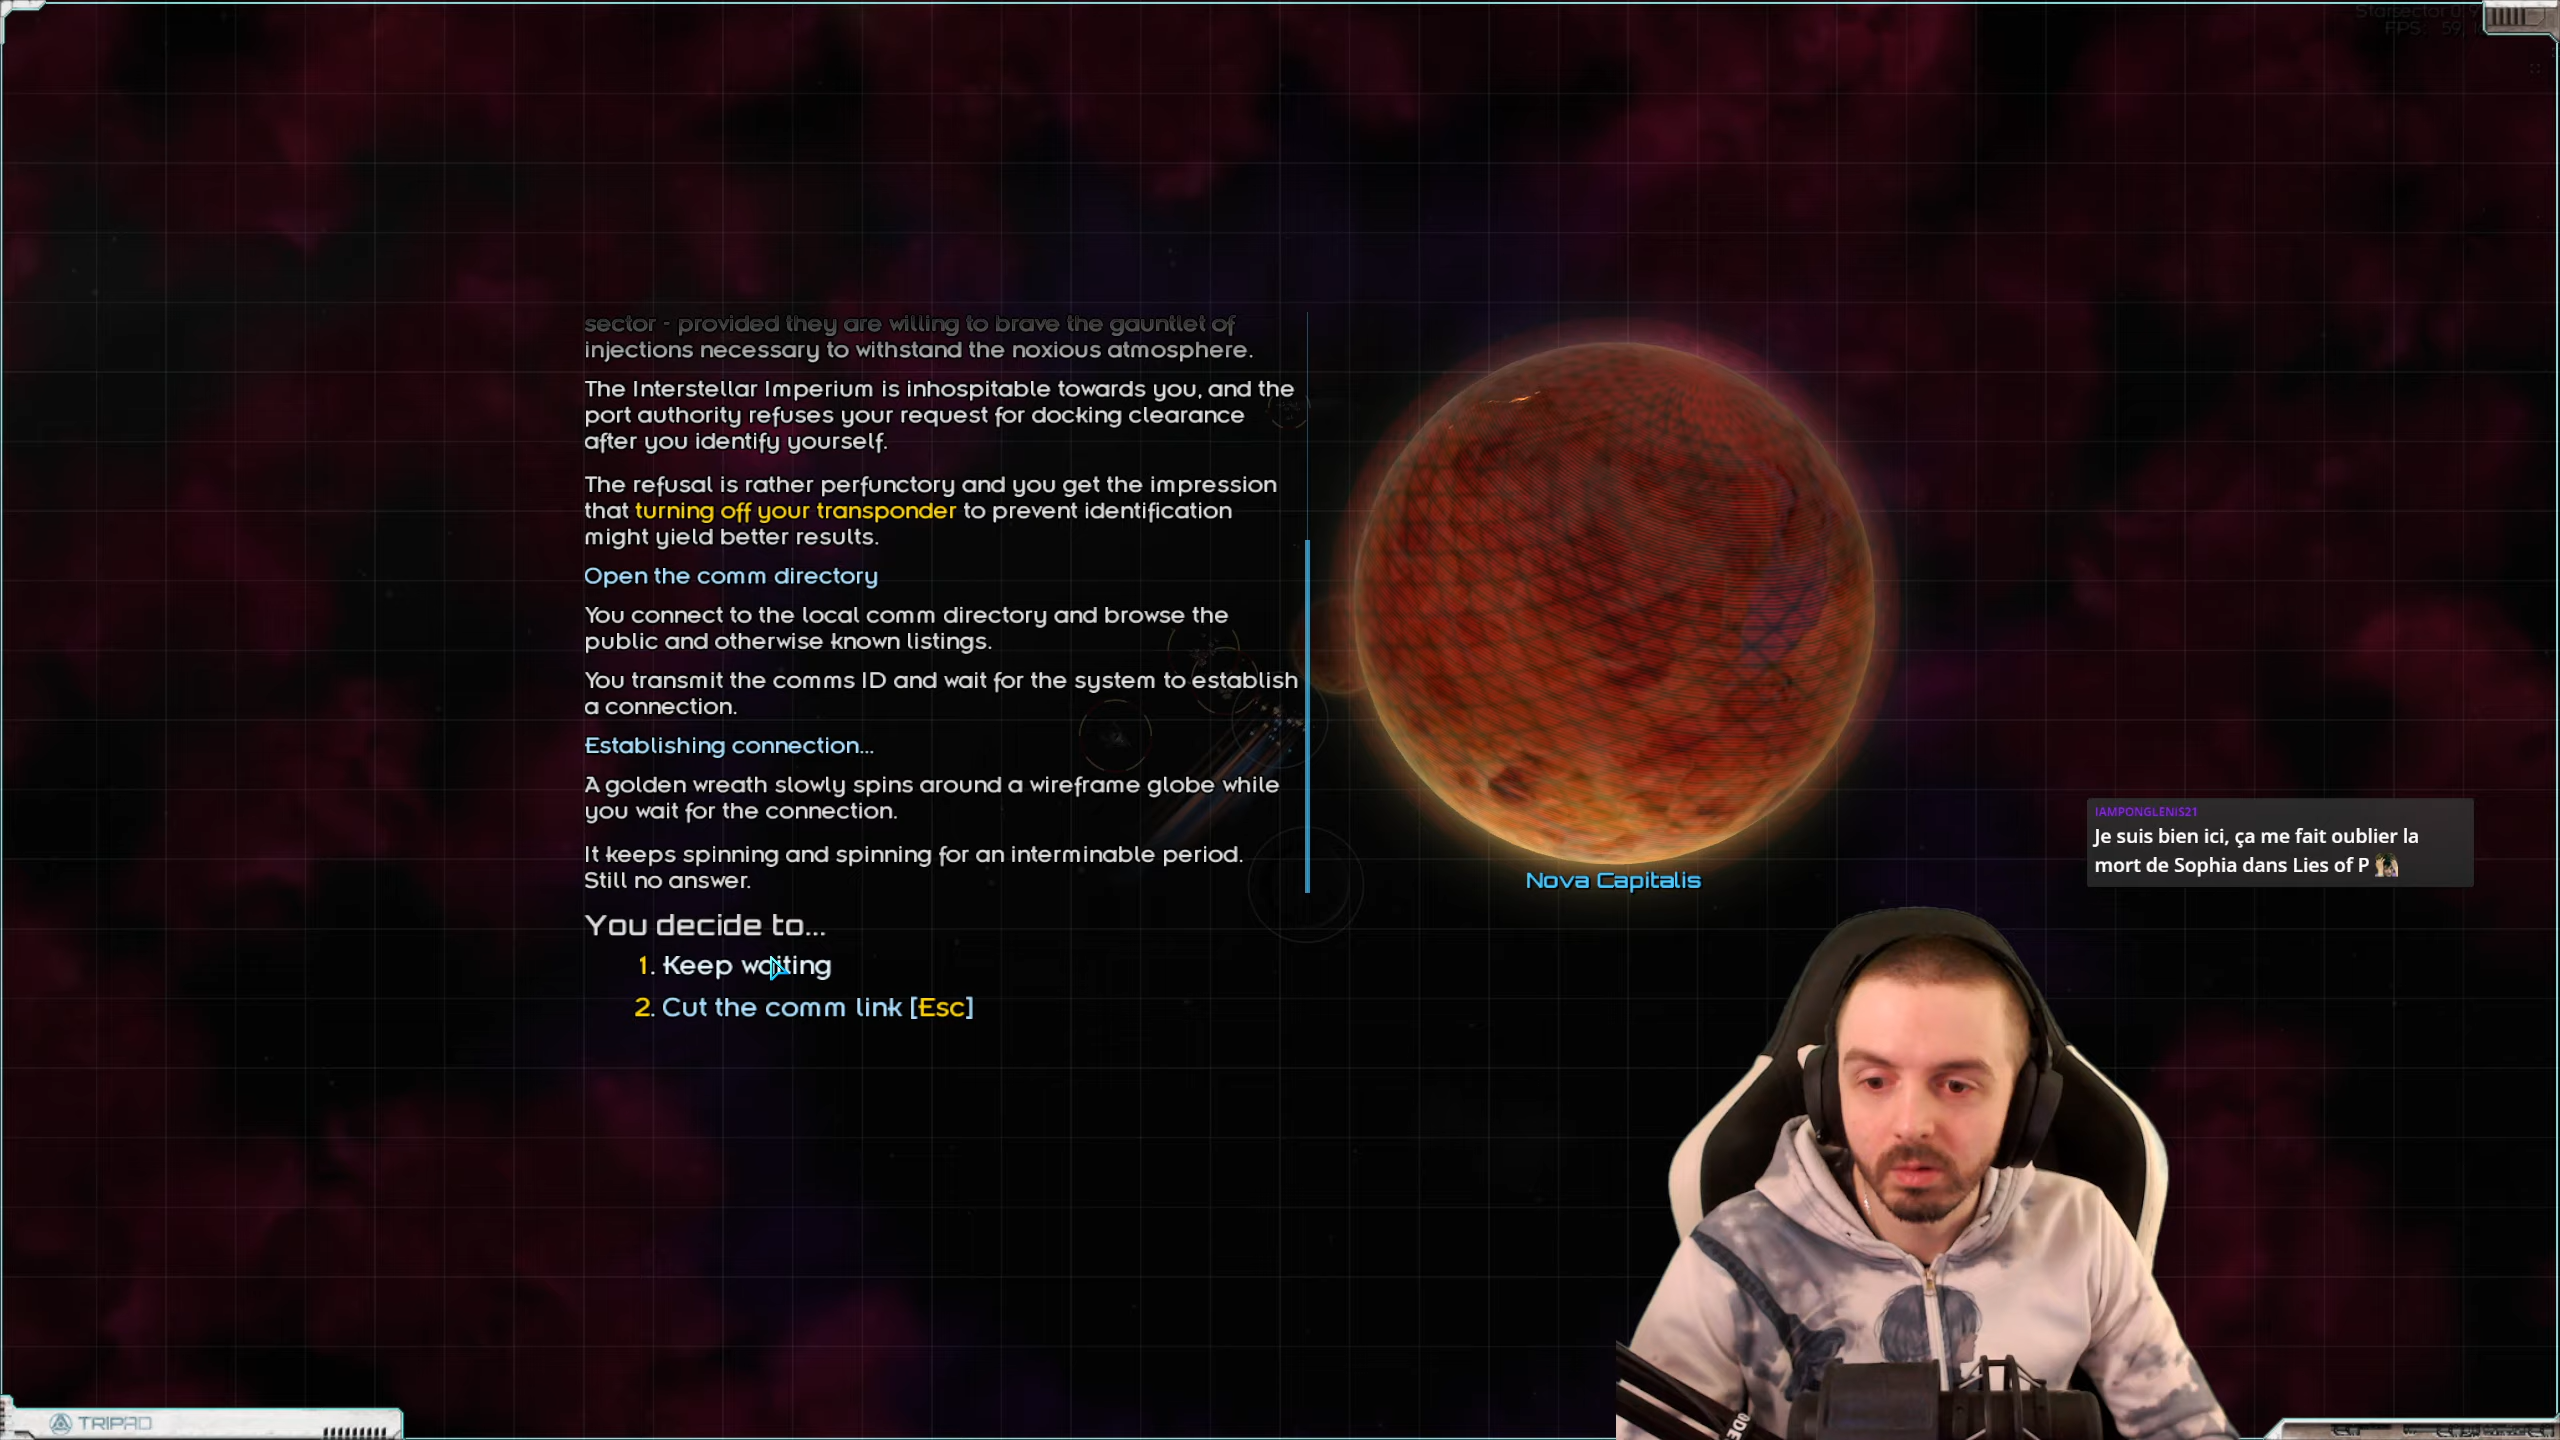 FPS: 59,
sector - provided they are willing to brave the gauntlet of
injections necessary to withstand the noxious atmosphere.
The Interstellar Imperium is inhospitable towards you, and the
port authority refuses your request for docking clearance
after you identify yourself.
The refusal is rather perfunctory and you get the impression
that turning off your transponder to prevent identification
might yield better results.
Open the comm directory
You connect to the local comm directory and browse the
public and otherwise known listings.
You transmit the comms ID and wait for the system to establish
a connection.
Establishing connection...
A golden wreath slowly spins around a wireframe globe while
you wait for the connection.
It keeps spinning and spinning for an interminable period.
Still no answer.
You decide to...
1. Keep waiting
2. Cut the comm link [Esc]
Nova Capitalis
IAMPONGLENIS21
Je suis bien ici, ça me fait oublier la
mort de Sophia dans Lies of P
TRIPAD